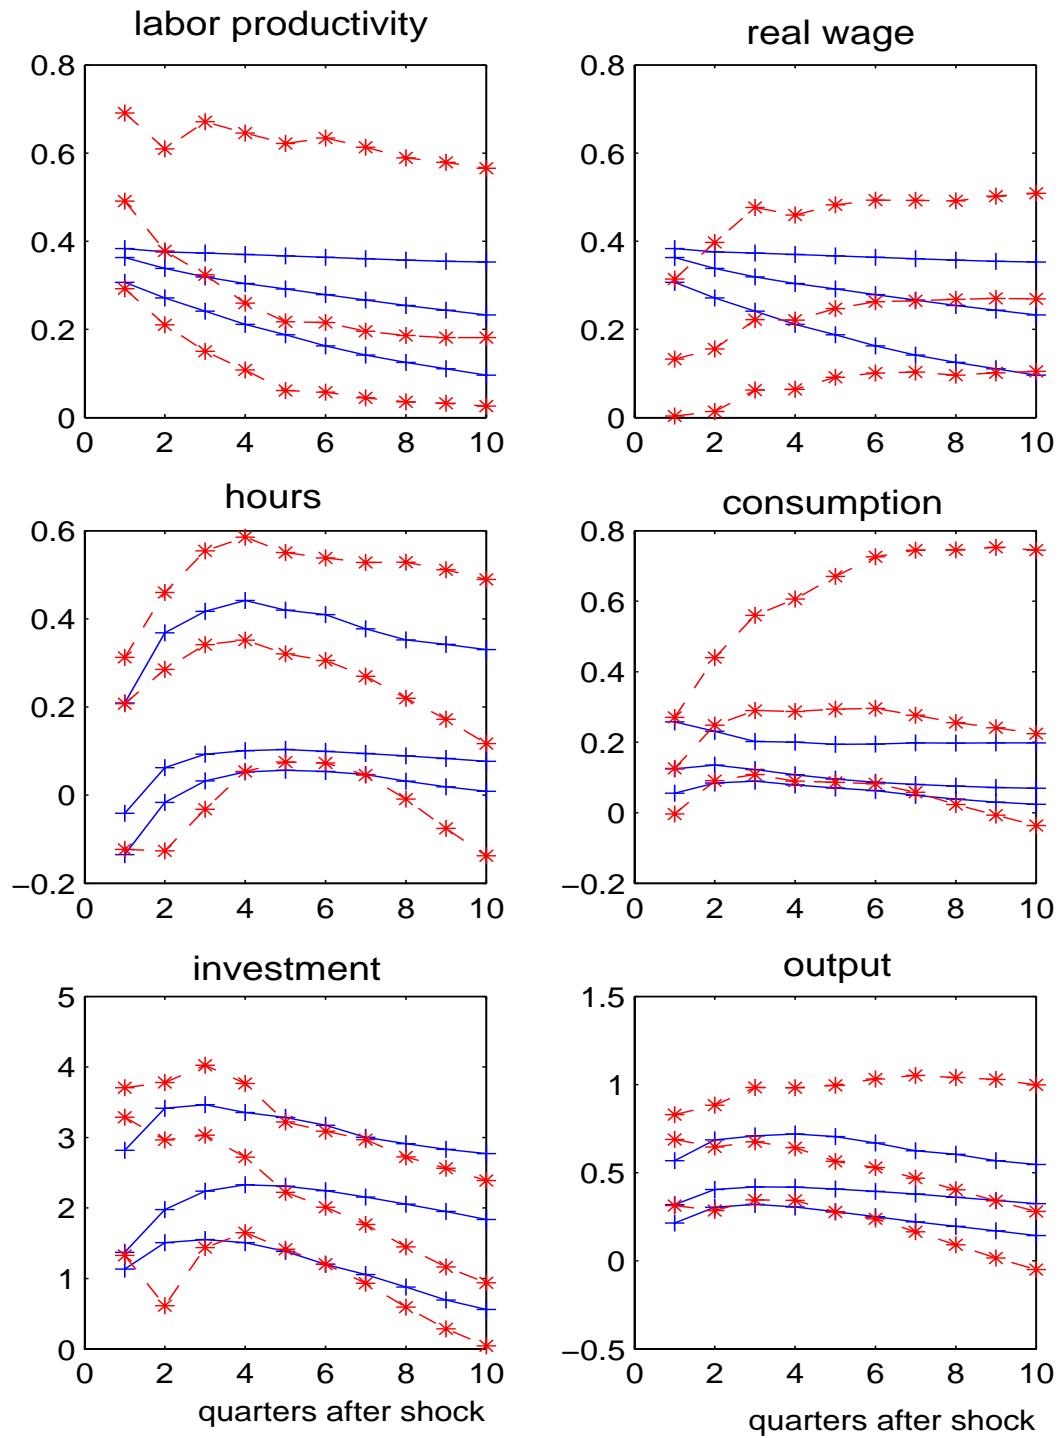 labor productivity
0.8
0.6
0.4
0.2
0
0 2 4 6 8 10
real wage
0.8
0.6
0.4
0.2
0
0 2 4 6 8 10
hours
0.6
0.4
0.2
0
−0.2
0 2 4 6 8 10
consumption
0.8
0.6
0.4
0.2
0
−0.2
0 2 4 6 8 10
investment
5
4
3
2
1
0
0 2 4 6 8 10
quarters after shock
output
1.5
1
0.5
0
−0.5
0 2 4 6 8 10
quarters after shock